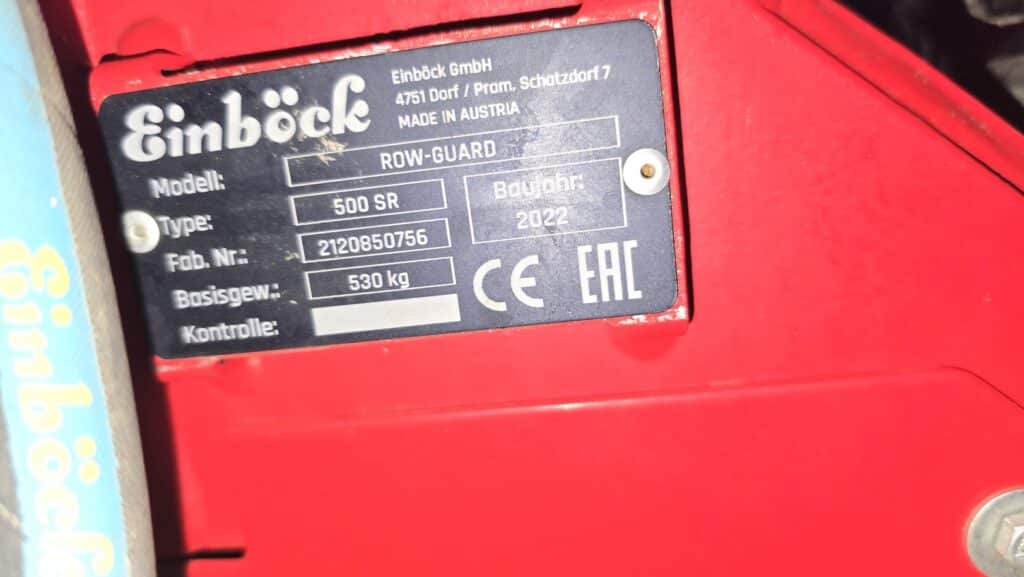 Einböck
Einböck GmbH
4751 Dorf / Pram, Schatzdorf 7
MADE IN AUSTRIA
Modell: ROW-GUARD
Type: 500 SR
Baujahr:
2022
Fab. Nr.: 2120850756
Basisgew.: 530 kg
Kontrolle:
CE EAC
Einböck